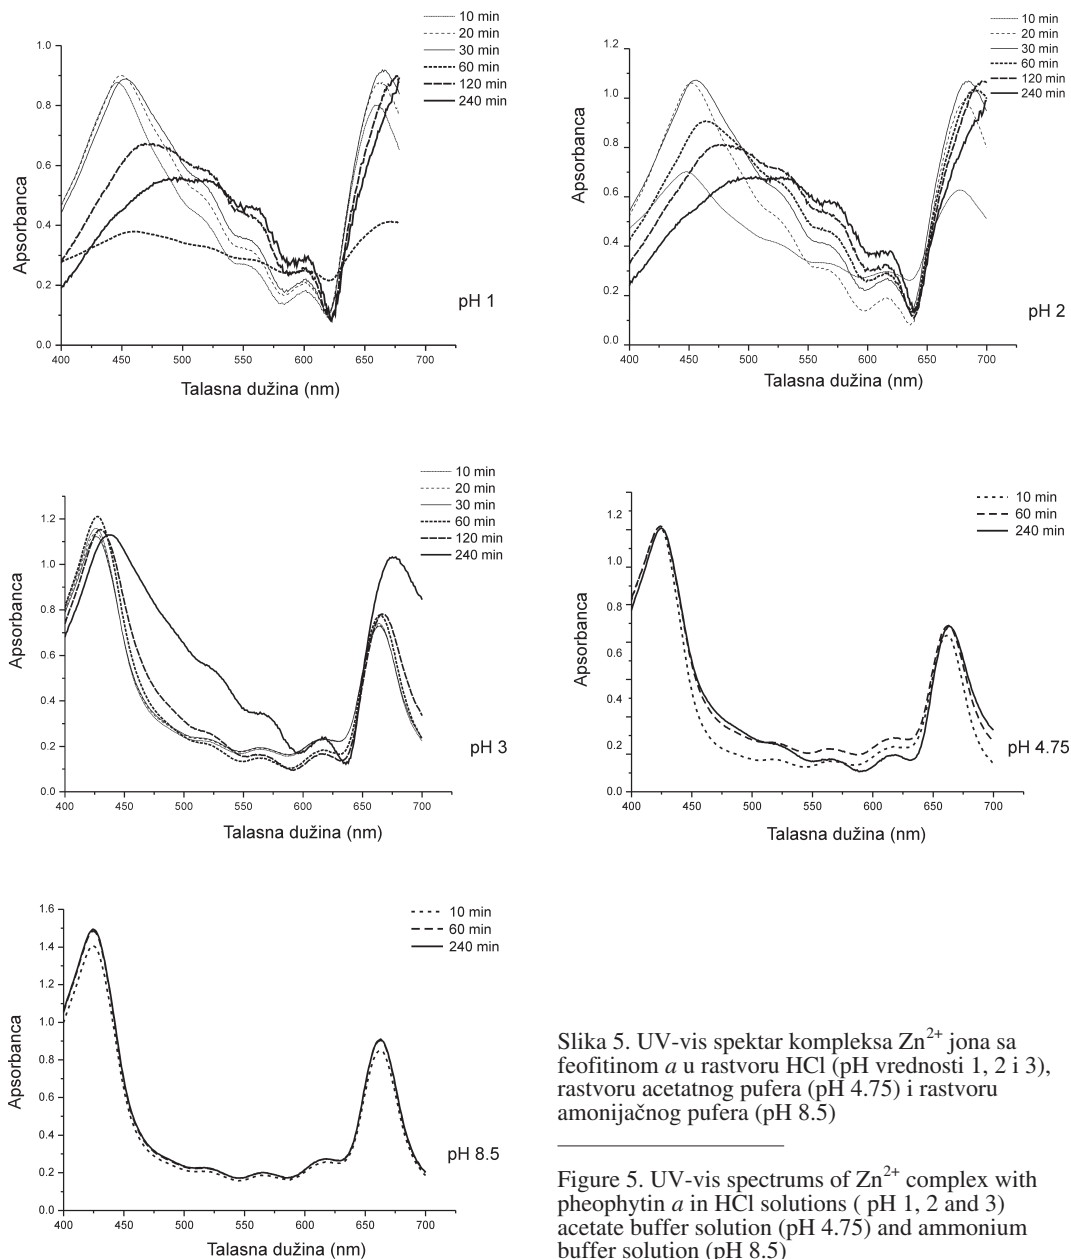 10 min
20 min
30 min
60 min
120 min
240 min
1.0
0.8
0.6
0.4
0.2
0.0
Apsorbanca
400 450 500 550 600 650 700
Talasna dužina (nm)
pH 1
10 min
20 min
30 min
60 min
120 min
240 min
1.2
1.0
0.8
0.6
0.4
0.2
0.0
Apsorbanca
400 450 500 550 600 650 700
Talasna dužina (nm)
pH 2
10 min
20 min
30 min
60 min
120 min
240 min
1.2
1.0
0.8
0.6
0.4
0.2
0.0
Apsorbanca
400 450 500 550 600 650 700
Talasna dužina (nm)
pH 3
10 min
60 min
240 min
1.2
1.0
0.8
0.6
0.4
0.2
0.0
Apsorbanca
400 450 500 550 600 650 700
Talasna dužina (nm)
pH 4.75
10 min
60 min
240 min
1.6
1.4
1.2
1.0
0.8
0.6
0.4
0.2
0.0
Apsorbanca
400 450 500 550 600 650 700
Talasna dužina (nm)
pH 8.5
Slika 5. UV-vis spektar kompleksa Zn²⁺ jona sa
feofitinom a u rastvoru HCl (pH vrednosti 1, 2 i 3),
rastvoru acetatnog pufera (pH 4.75) i rastvoru
amonijačnog pufera (pH 8.5)
Figure 5. UV-vis spectrums of Zn²⁺ complex with
pheophytin a in HCl solutions ( pH 1, 2 and 3)
acetate buffer solution (pH 4.75) and ammonium
buffer solution (pH 8.5)